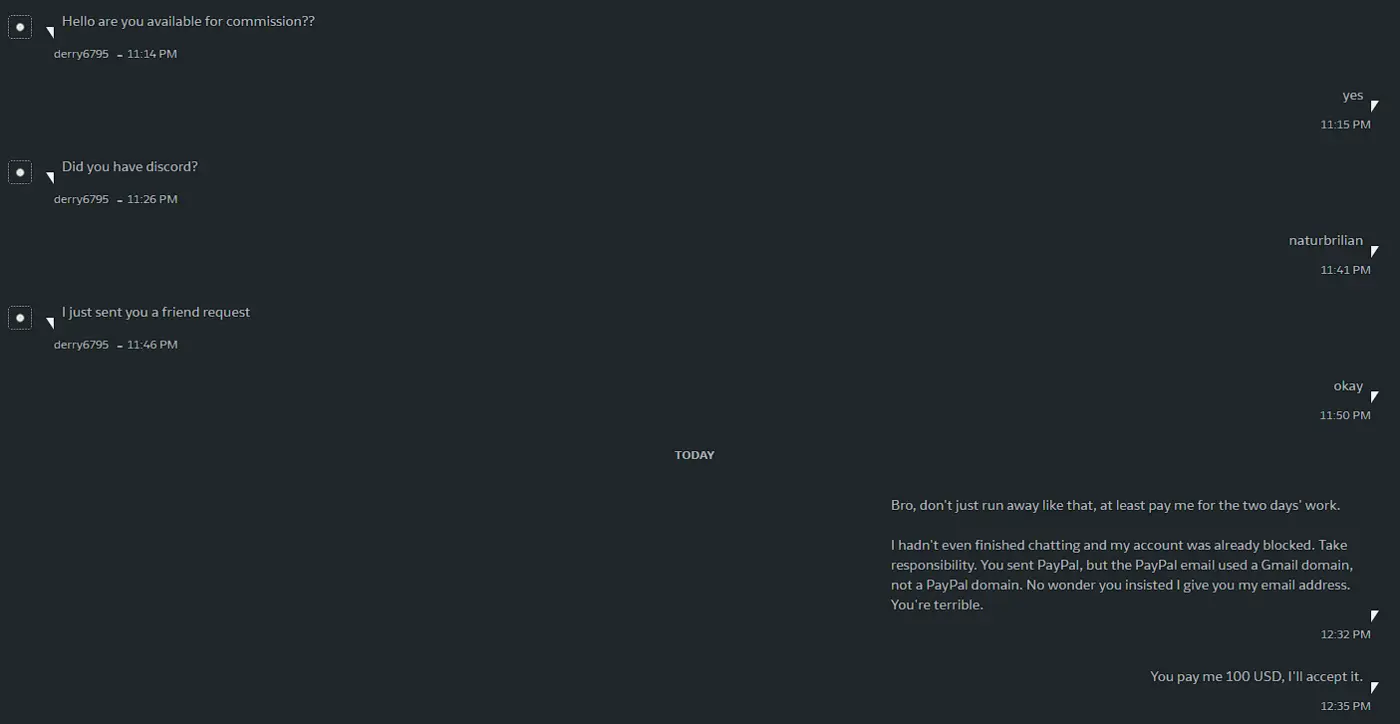 Hello are you available for commission??
derry6795 - 11:14 PM
yes
11:15 PM
Did you have discord?
derry6795 - 11:26 PM
naturbrilian
11:41 PM
I just sent you a friend request
derry6795 - 11:46 PM
okay
11:50 PM
TODAY
Bro, don't just run away like that, at least pay me for the two days' work.
I hadn't even finished chatting and my account was already blocked. Take
responsibility. You sent PayPal, but the PayPal email used a Gmail domain,
not a PayPal domain. No wonder you insisted I give you my email address.
You're terrible.
12:32 PM
You pay me 100 USD, I'll accept it.
12:35 PM